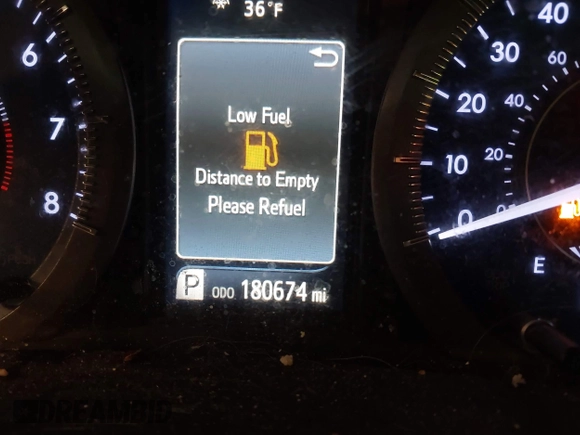 36°F
Low Fuel
Distance to Empty
Please Refuel
P ODO 180674 mi
6
7
8
40
30
20
10
0
60
40
20
E
DREAMBID